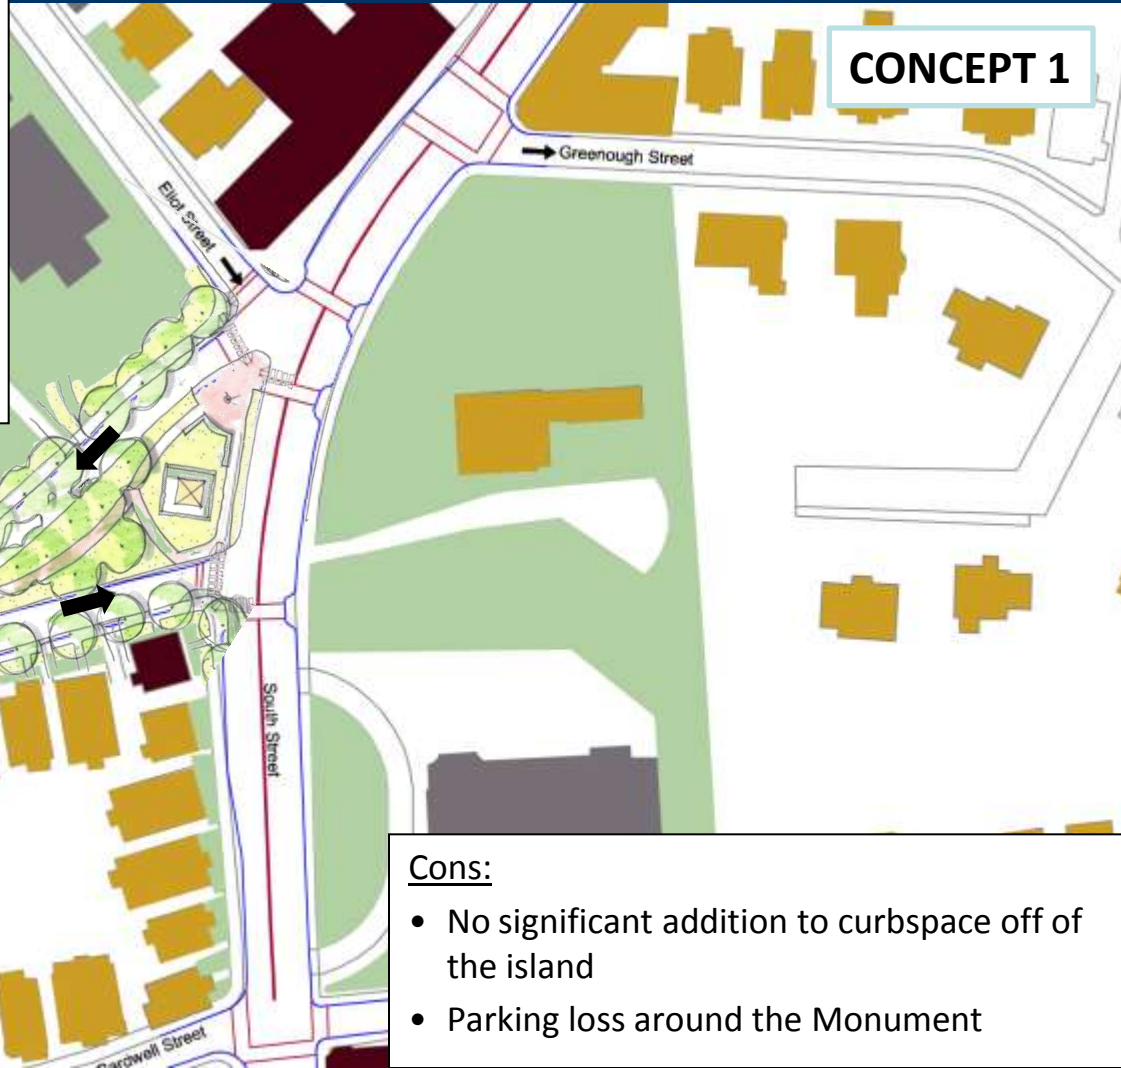 CONCEPT 1
Greenough Street
Eliot Street
South Street
Cons:
• No significant addition to curbspace off of
the island
• Parking loss around the Monument
Cardwell Street